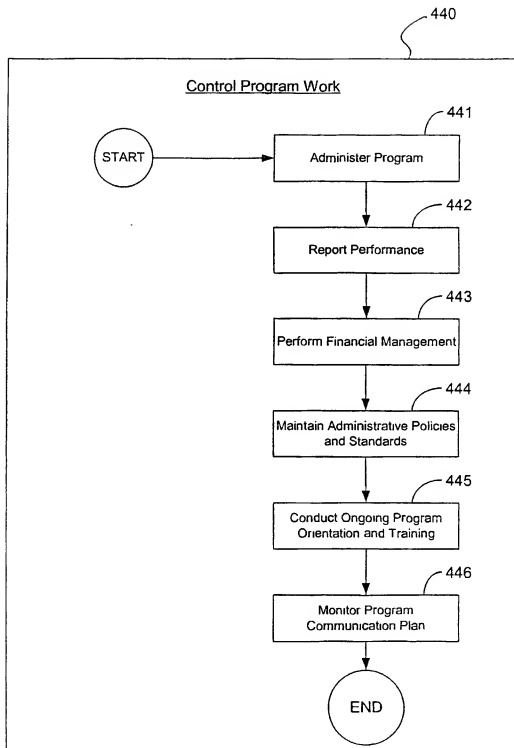 440
Control Program Work
441
START
Administer Program
442
Report Performance
443
Perform Financial Management
444
Maintain Administrative Policies
and Standards
445
Conduct Ongoing Program
Orientation and Training
446
Monitor Program
Communication Plan
END